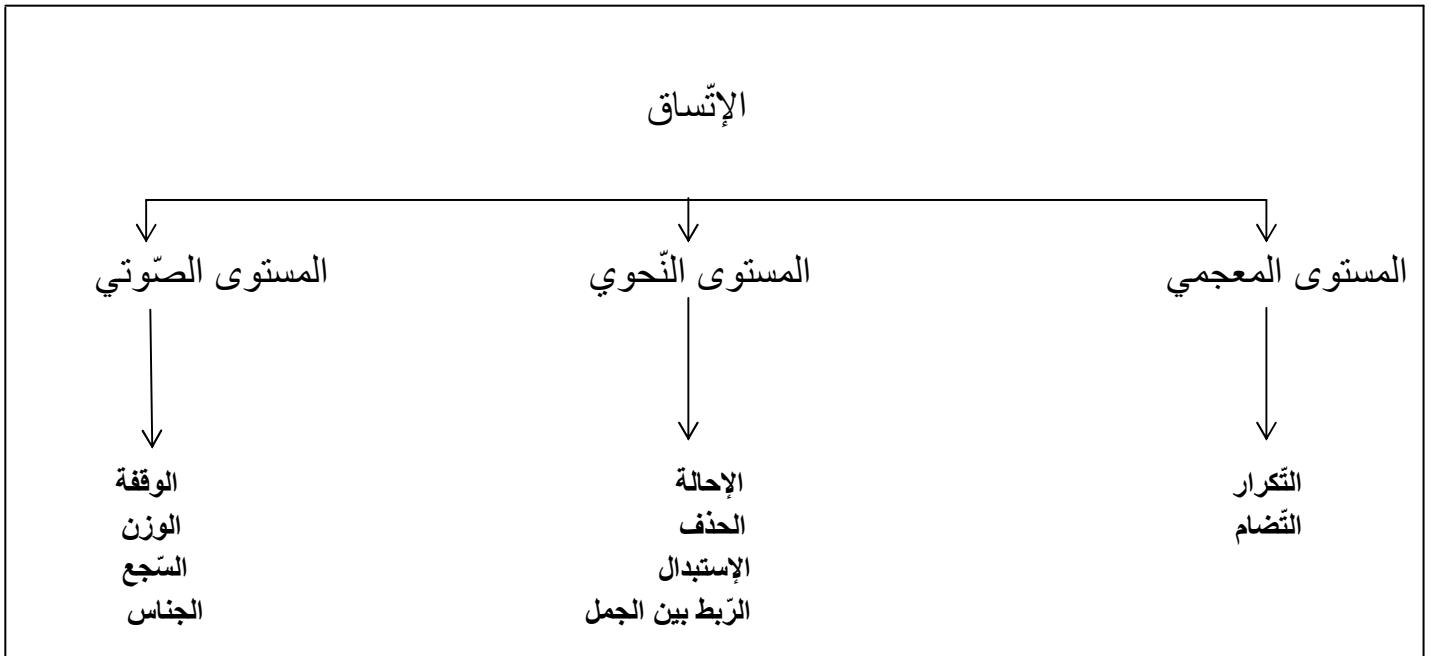 الإتّساق
المستوى المعجمي
المستوى النّحوي
المستوى الصّوتي
التّكرار
التّضام
الإحالة
الحذف
الإستبدال
الرّبط بين الجمل
الوقفة
الوزن
السّجع
الجناس